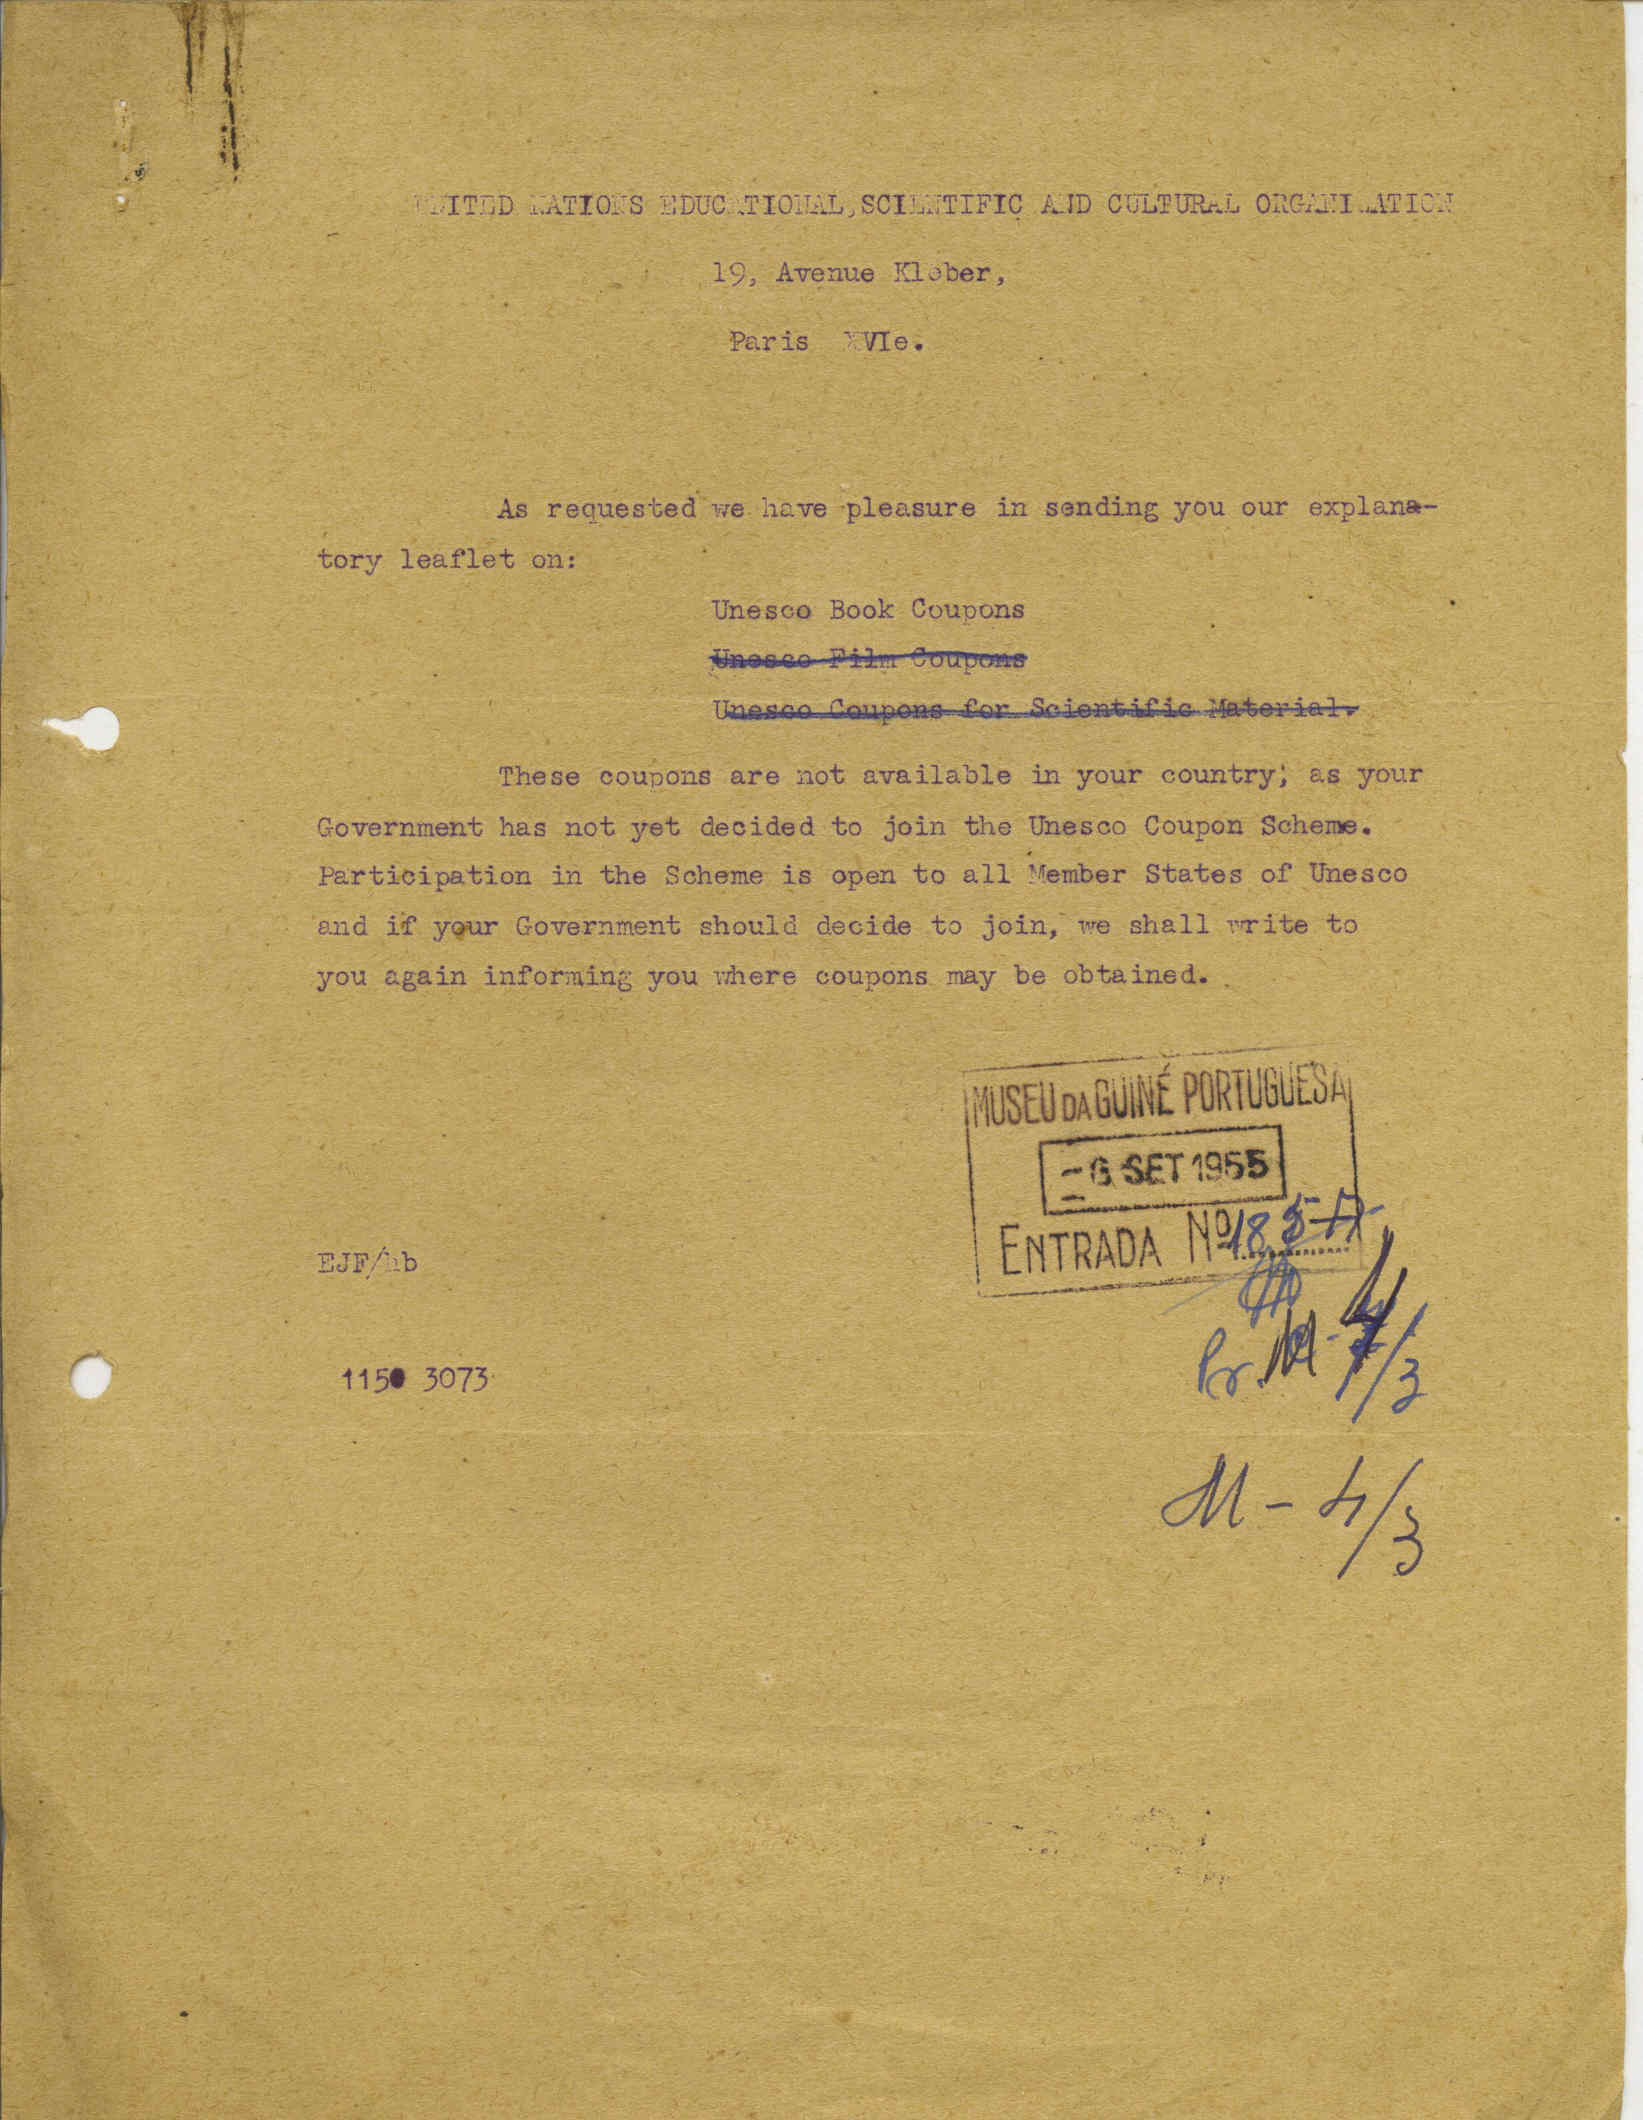 UNITED NATIONS EDUCATIONAL, SCIENTIFIC AND CULTURAL ORGANIZATION
19, Avenue Kleber,
Paris XVIe.
As requested we have pleasure in sending you our explana-
tory leaflet on:
Unesco Book Coupons
Unesco Film Coupons
Unesco Coupons for Scientific Material.
These coupons are not available in your country; as your
Government has not yet decided to join the Unesco Coupon Scheme.
Participation in the Scheme is open to all Member States of Unesco
and if your Government should decide to join, we shall write to
you again informing you where coupons may be obtained.
MUSEU DA GUINÉ PORTUGUESA
-6 SET 1955
ENTRADA Nº
EJF/hb
Pr. M-
1150 3073
M - 4/3